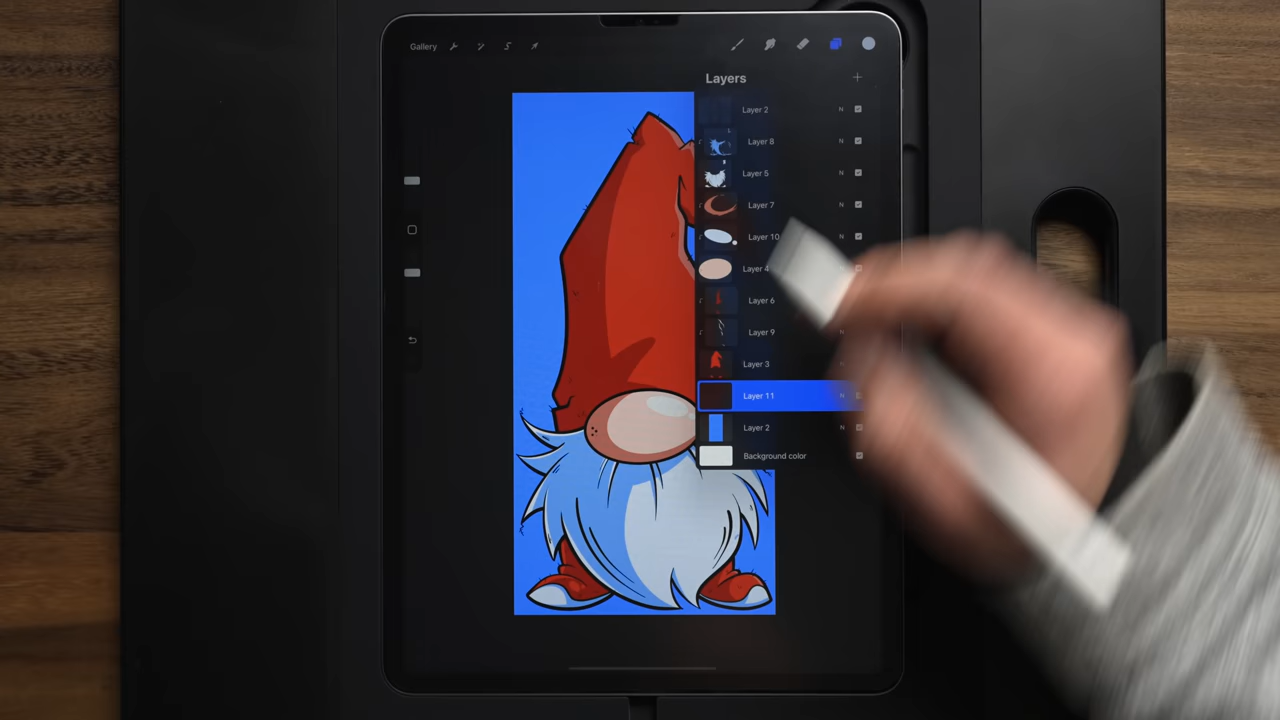 Gallery
Layers
Layer 2 N
Layer 8 N
Layer 5 N
Layer 7 N
Layer 10 N
Layer 4
Layer 6
Layer 9
Layer 3
Layer 11 N
Layer 2 N
Background color